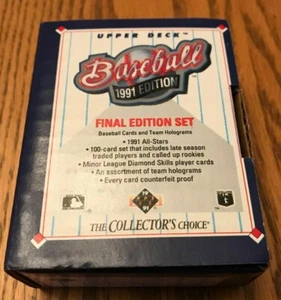 UPPER DECK™
Baseball
1991 EDITION
FINAL EDITION SET
Baseball Cards and Team Holograms
• 1991 All-Stars
• 100-card set that includes late season
traded players and called up rookies
• Minor League Diamond Skills player cards
• An assortment of team holograms
• Every card counterfeit proof
THE COLLECTOR'S CHOICE